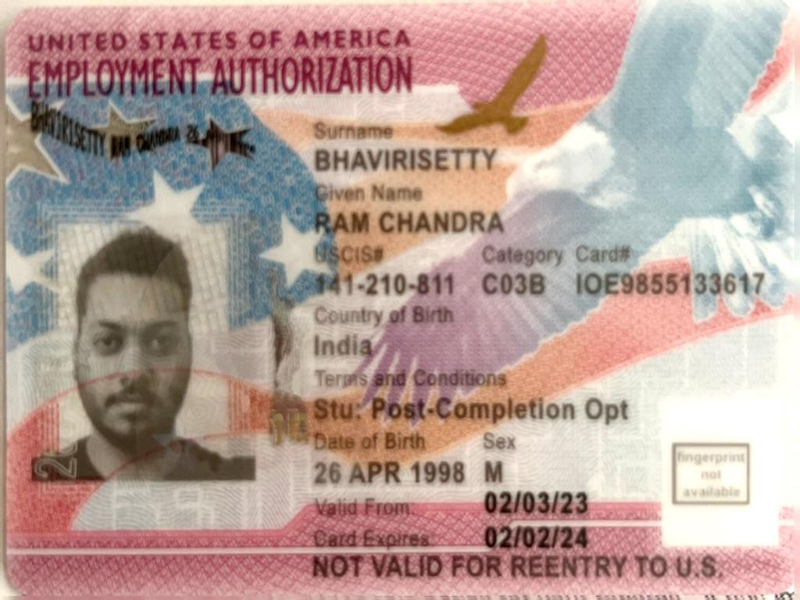 UNITED STATES OF AMERICA
EMPLOYMENT AUTHORIZATION
BHAVIRISETTY RAM CHANDRA 26
Surname
BHAVIRISETTY
Given Name
RAM CHANDRA
USCIS# Category Card#
141-210-811 C03B IOE9855133617
Country of Birth
India
Terms and Conditions
Stu: Post-Completion Opt
Date of Birth Sex
26 APR 1998 M
Valid From: 02/03/23
Card Expires: 02/02/24
NOT VALID FOR REENTRY TO U.S.
fingerprint
not
available